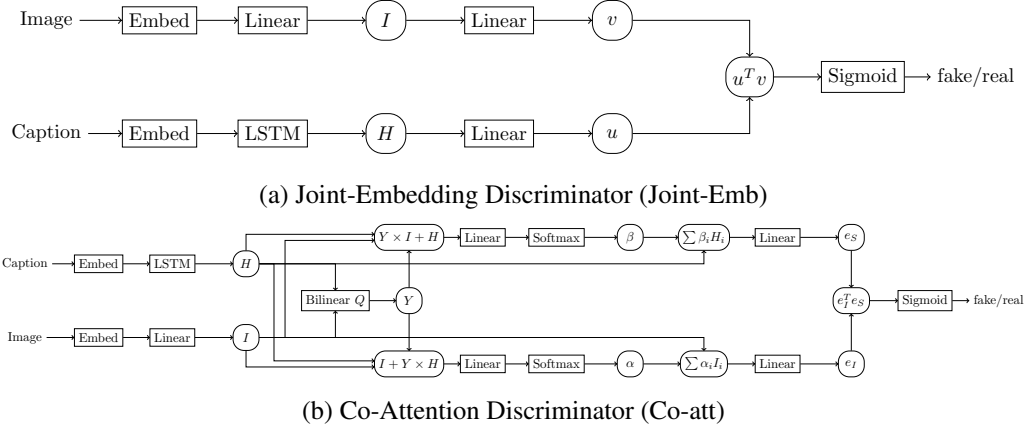 Image Embed Linear I Linear v
u^T v Sigmoid fake/real
Caption Embed LSTM H Linear u
(a) Joint-Embedding Discriminator (Joint-Emb)
Y × I + H Linear Softmax β ∑ β_i H_i Linear e_S
Caption Embed LSTM H
Bilinear Q Y e_I^T e_S Sigmoid fake/real
Image Embed Linear I
I + Y × H Linear Softmax α ∑ α_i I_i Linear e_I
(b) Co-Attention Discriminator (Co-att)